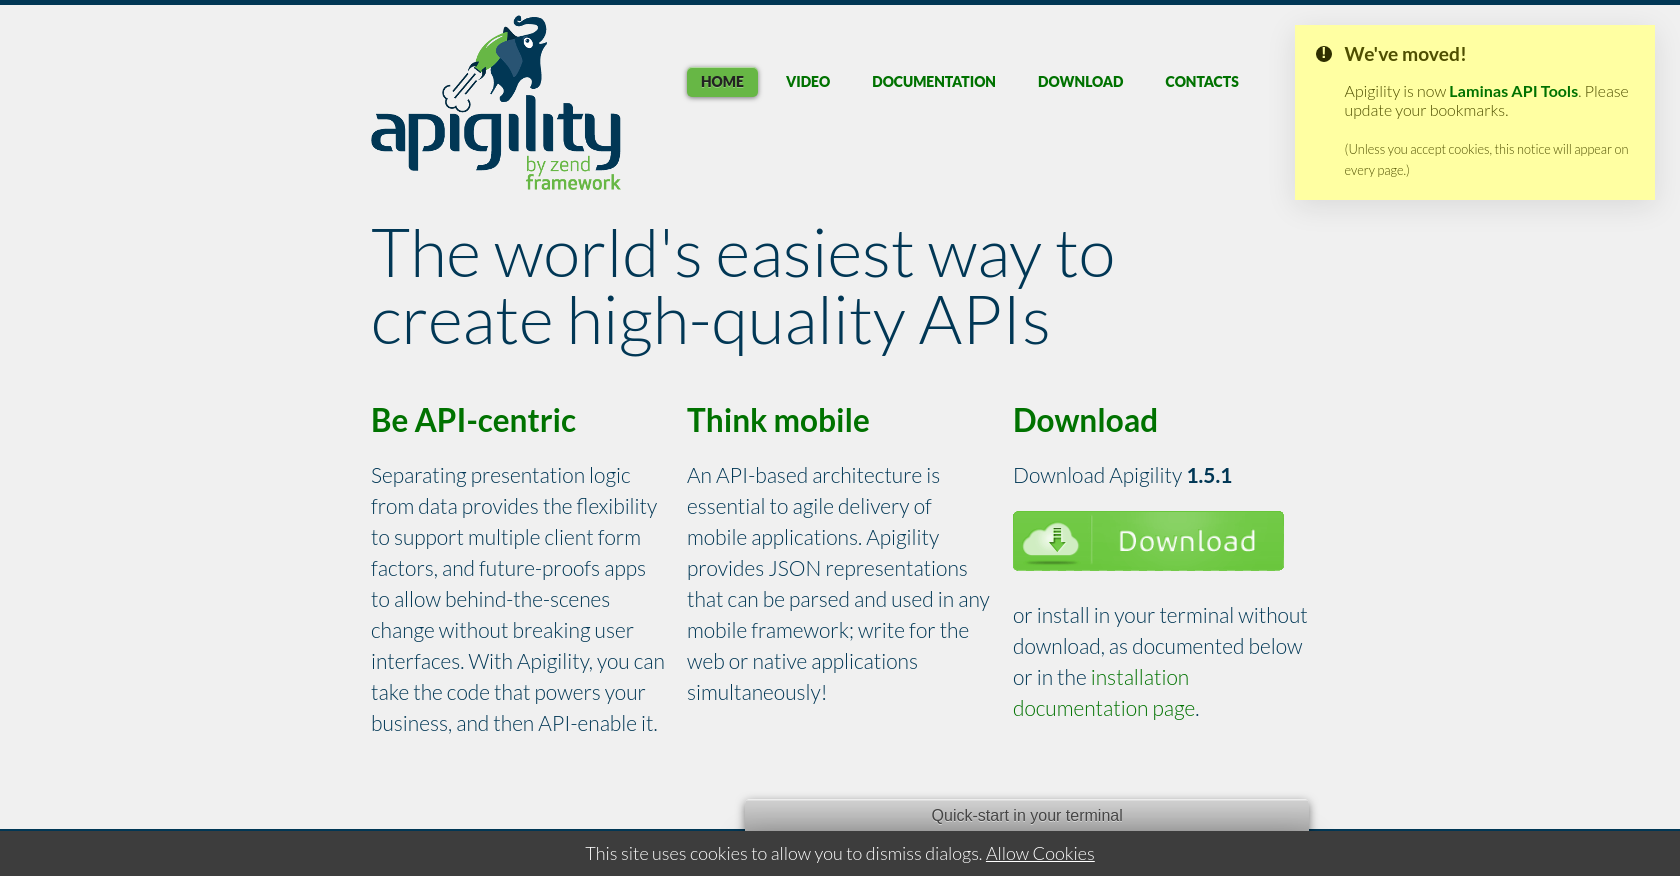 apigility
by zend
framework
HOME
VIDEO
DOCUMENTATION
DOWNLOAD
CONTACTS
We've moved!
Apigility is now Laminas API Tools. Please
update your bookmarks.
(Unless you accept cookies, this notice will appear on
every page.)
The world's easiest way to
create high-quality APIs
Be API-centric
Separating presentation logic
from data provides the flexibility
to support multiple client form
factors, and future-proofs apps
to allow behind-the-scenes
change without breaking user
interfaces. With Apigility, you can
take the code that powers your
business, and then API-enable it.
Think mobile
An API-based architecture is
essential to agile delivery of
mobile applications. Apigility
provides JSON representations
that can be parsed and used in any
mobile framework; write for the
web or native applications
simultaneously!
Download
Download Apigility 1.5.1
Download
or install in your terminal without
download, as documented below
or in the installation
documentation page.
Quick-start in your terminal
This site uses cookies to allow you to dismiss dialogs. Allow Cookies